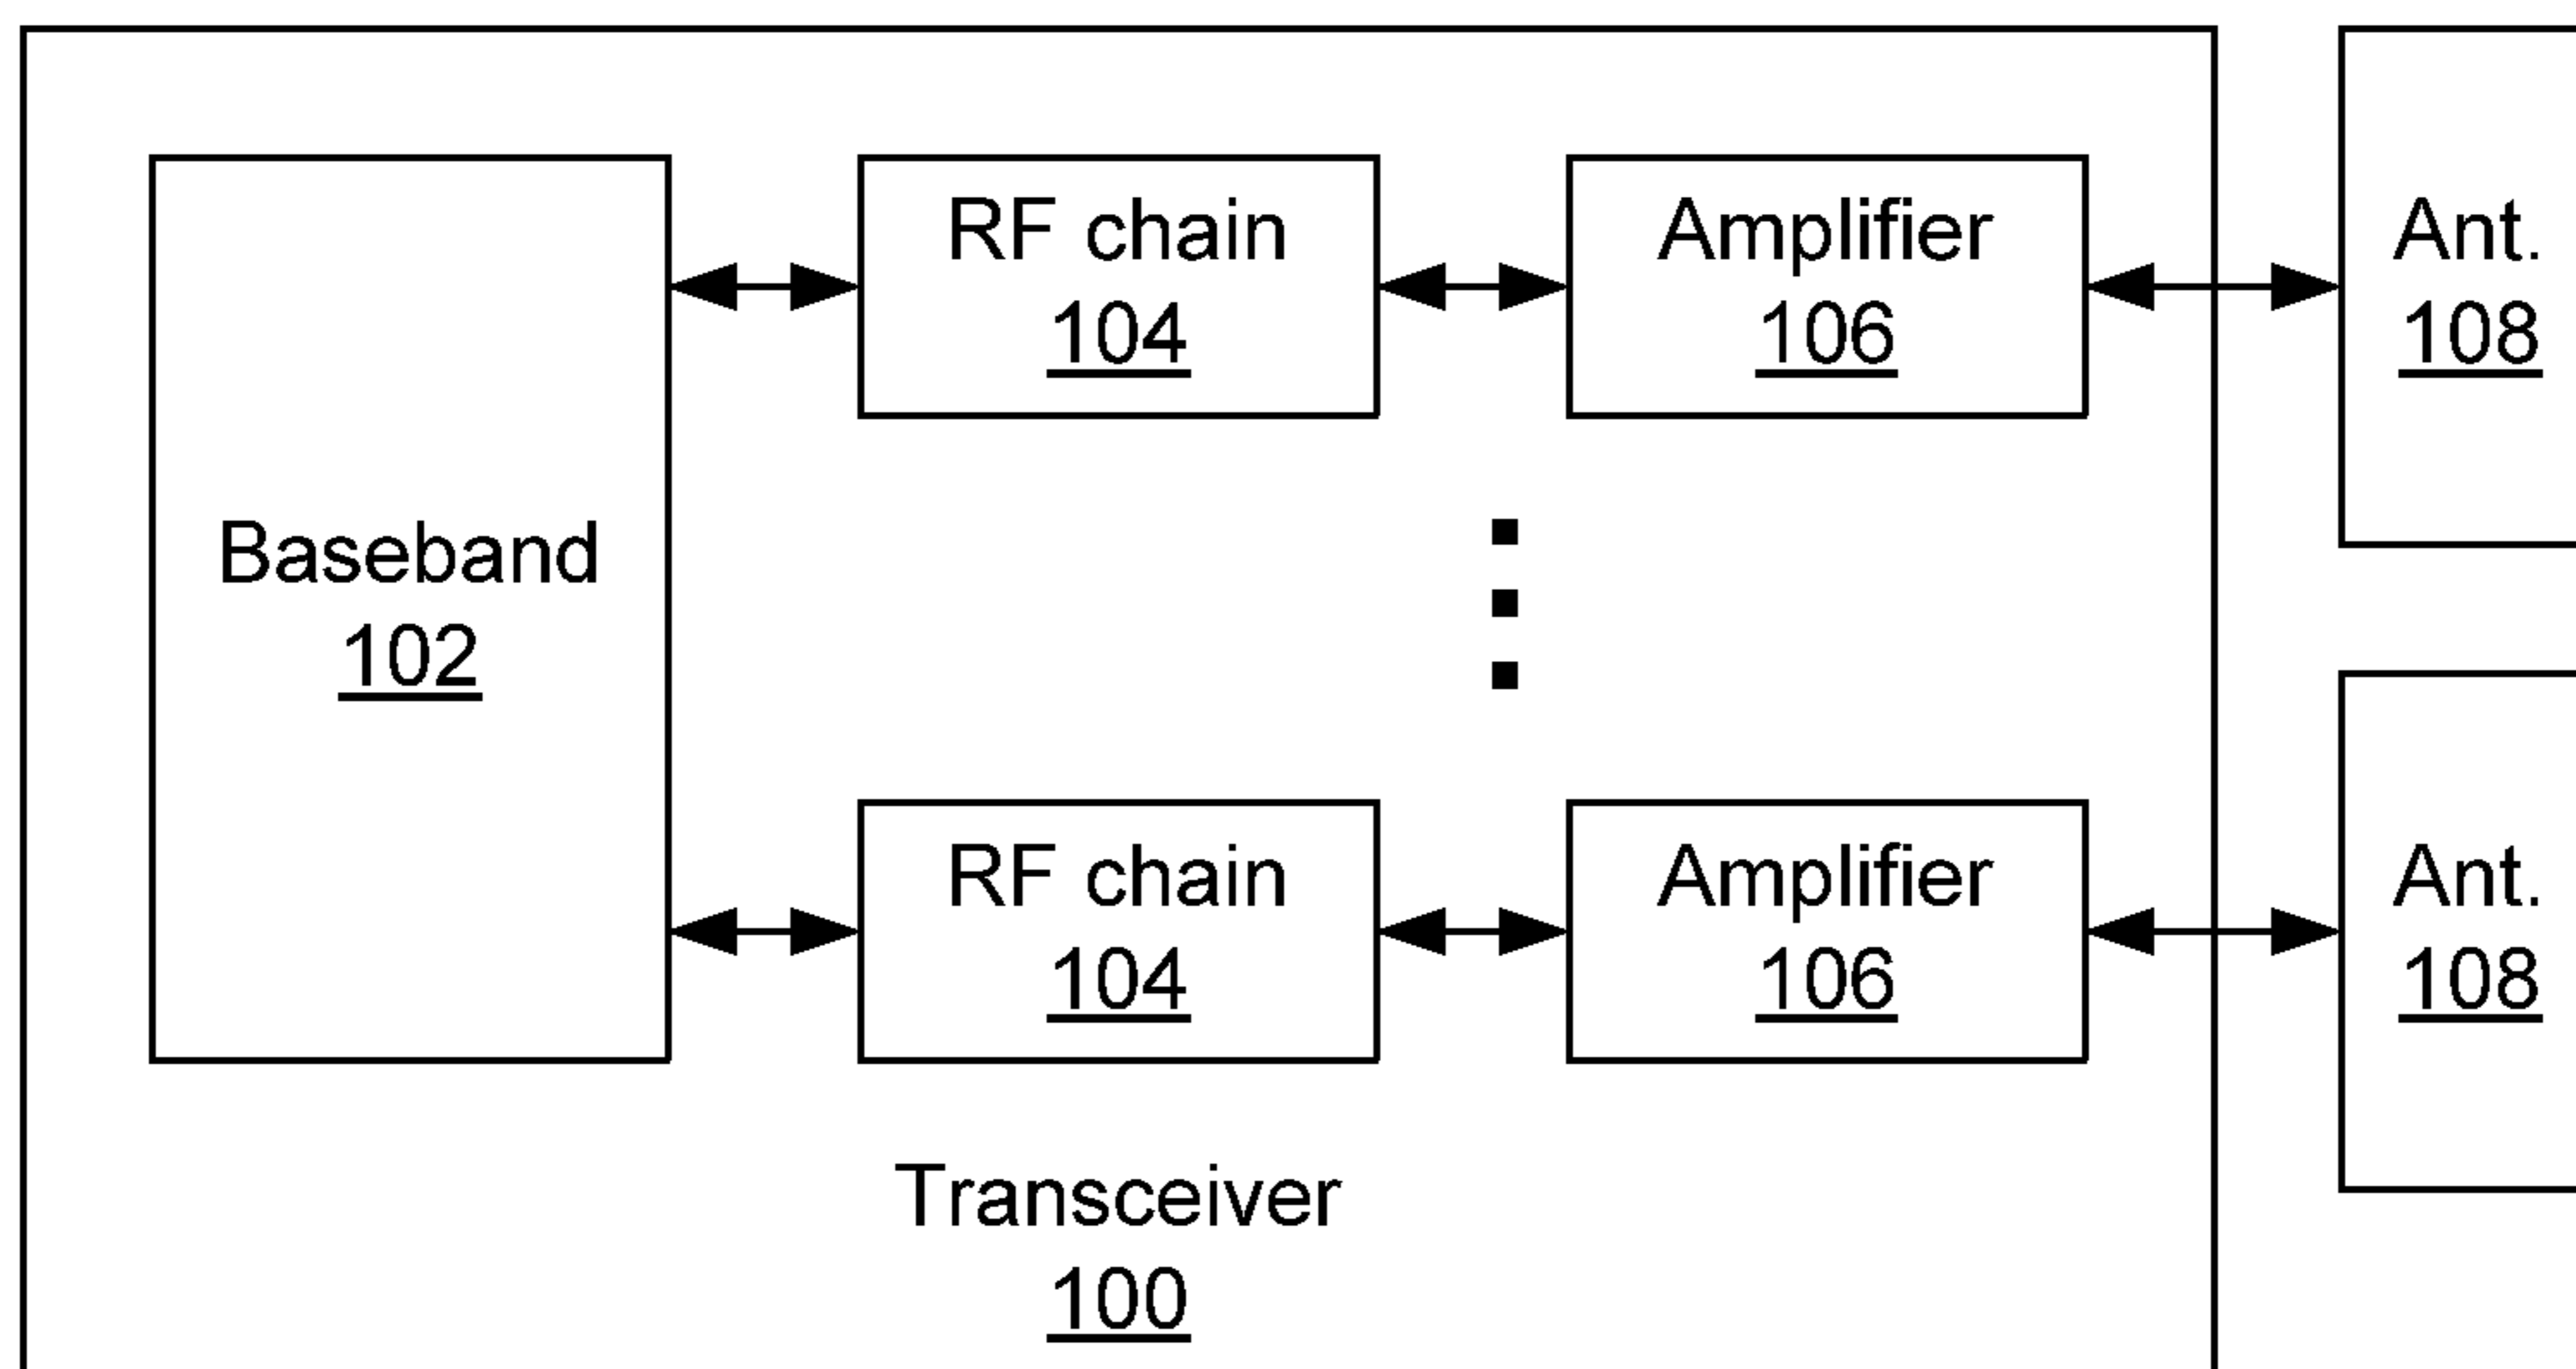 RF chain
104
Amplifier
106
Ant.
108
Baseband
102
RF chain
104
Amplifier
106
Ant.
108
Transceiver
100